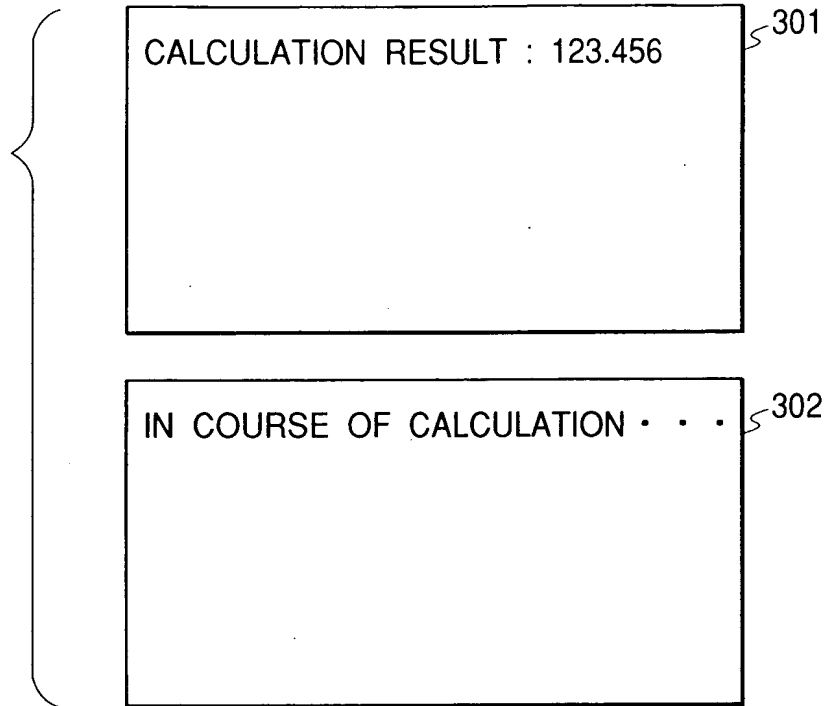 CALCULATION RESULT : 123.456
301
IN COURSE OF CALCULATION · · ·
302